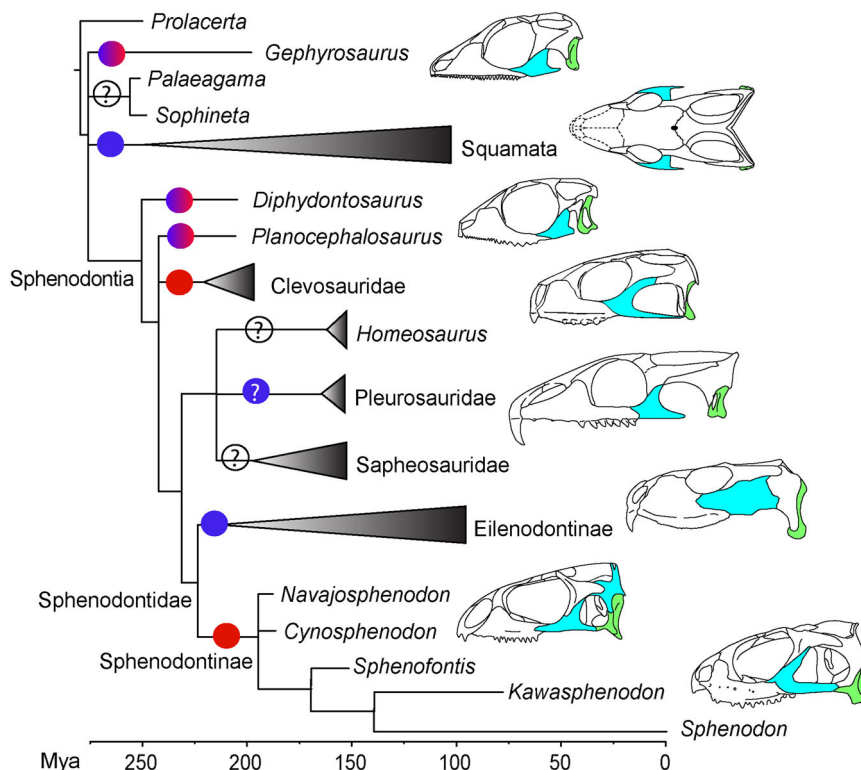 Prolacerta
Gephyrosaurus
Palaeagama
?
Sophineta
Squamata
Diphydontosaurus
Planocephalosaurus
Sphenodontia
Clevosauridae
?
Homeosaurus
?
Pleurosauridae
?
Sapheosauridae
Eilenodontinae
Sphenodontidae
Navajosphenodon
Cynosphenodon
Sphenodontinae
Sphenofontis
Kawasphenodon
Sphenodon
Mya 250 200 150 100 50 0